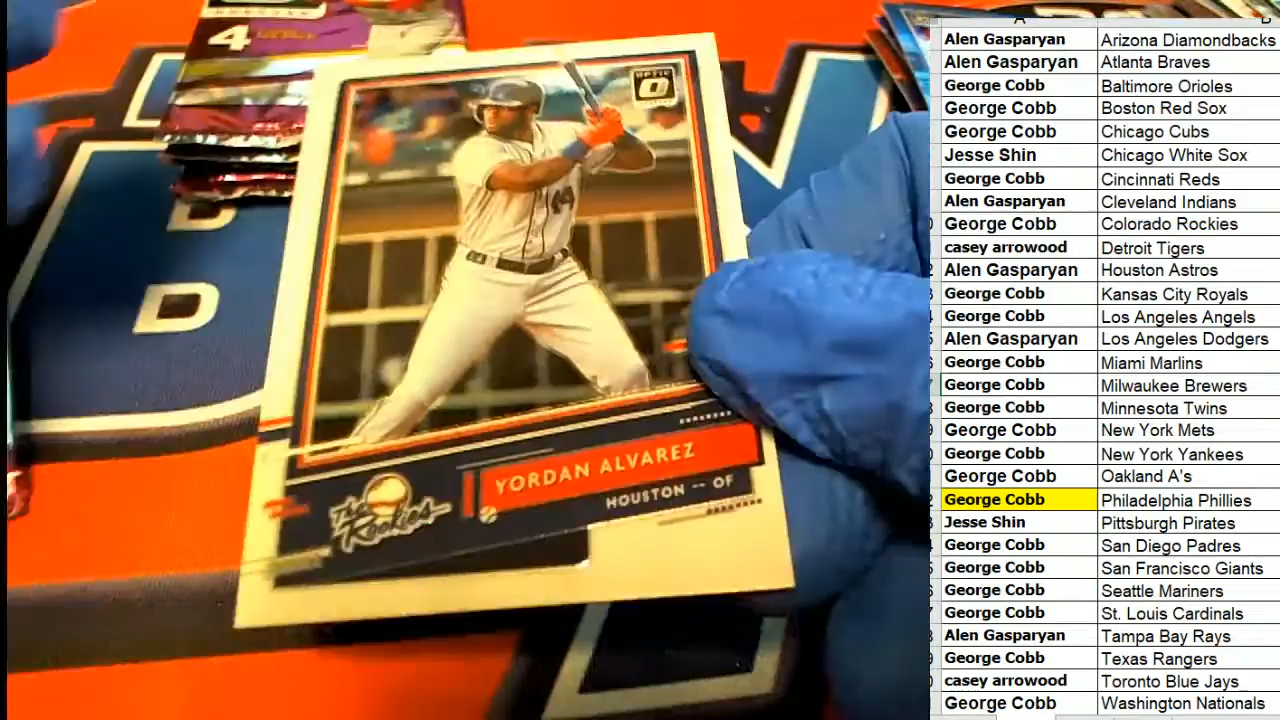 4
OPTIC
44
YORDAN ALVAREZ
HOUSTON -- OF
The Rookies
D
A
B
Alen Gasparyan Arizona Diamondbacks
Alen Gasparyan Atlanta Braves
George Cobb Baltimore Orioles
George Cobb Boston Red Sox
George Cobb Chicago Cubs
Jesse Shin Chicago White Sox
George Cobb Cincinnati Reds
Alen Gasparyan Cleveland Indians
George Cobb Colorado Rockies
casey arrowood Detroit Tigers
Alen Gasparyan Houston Astros
George Cobb Kansas City Royals
George Cobb Los Angeles Angels
Alen Gasparyan Los Angeles Dodgers
George Cobb Miami Marlins
George Cobb Milwaukee Brewers
George Cobb Minnesota Twins
George Cobb New York Mets
George Cobb New York Yankees
George Cobb Oakland A's
George Cobb Philadelphia Phillies
Jesse Shin Pittsburgh Pirates
George Cobb San Diego Padres
George Cobb San Francisco Giants
George Cobb Seattle Mariners
George Cobb St. Louis Cardinals
Alen Gasparyan Tampa Bay Rays
George Cobb Texas Rangers
casey arrowood Toronto Blue Jays
George Cobb Washington Nationals